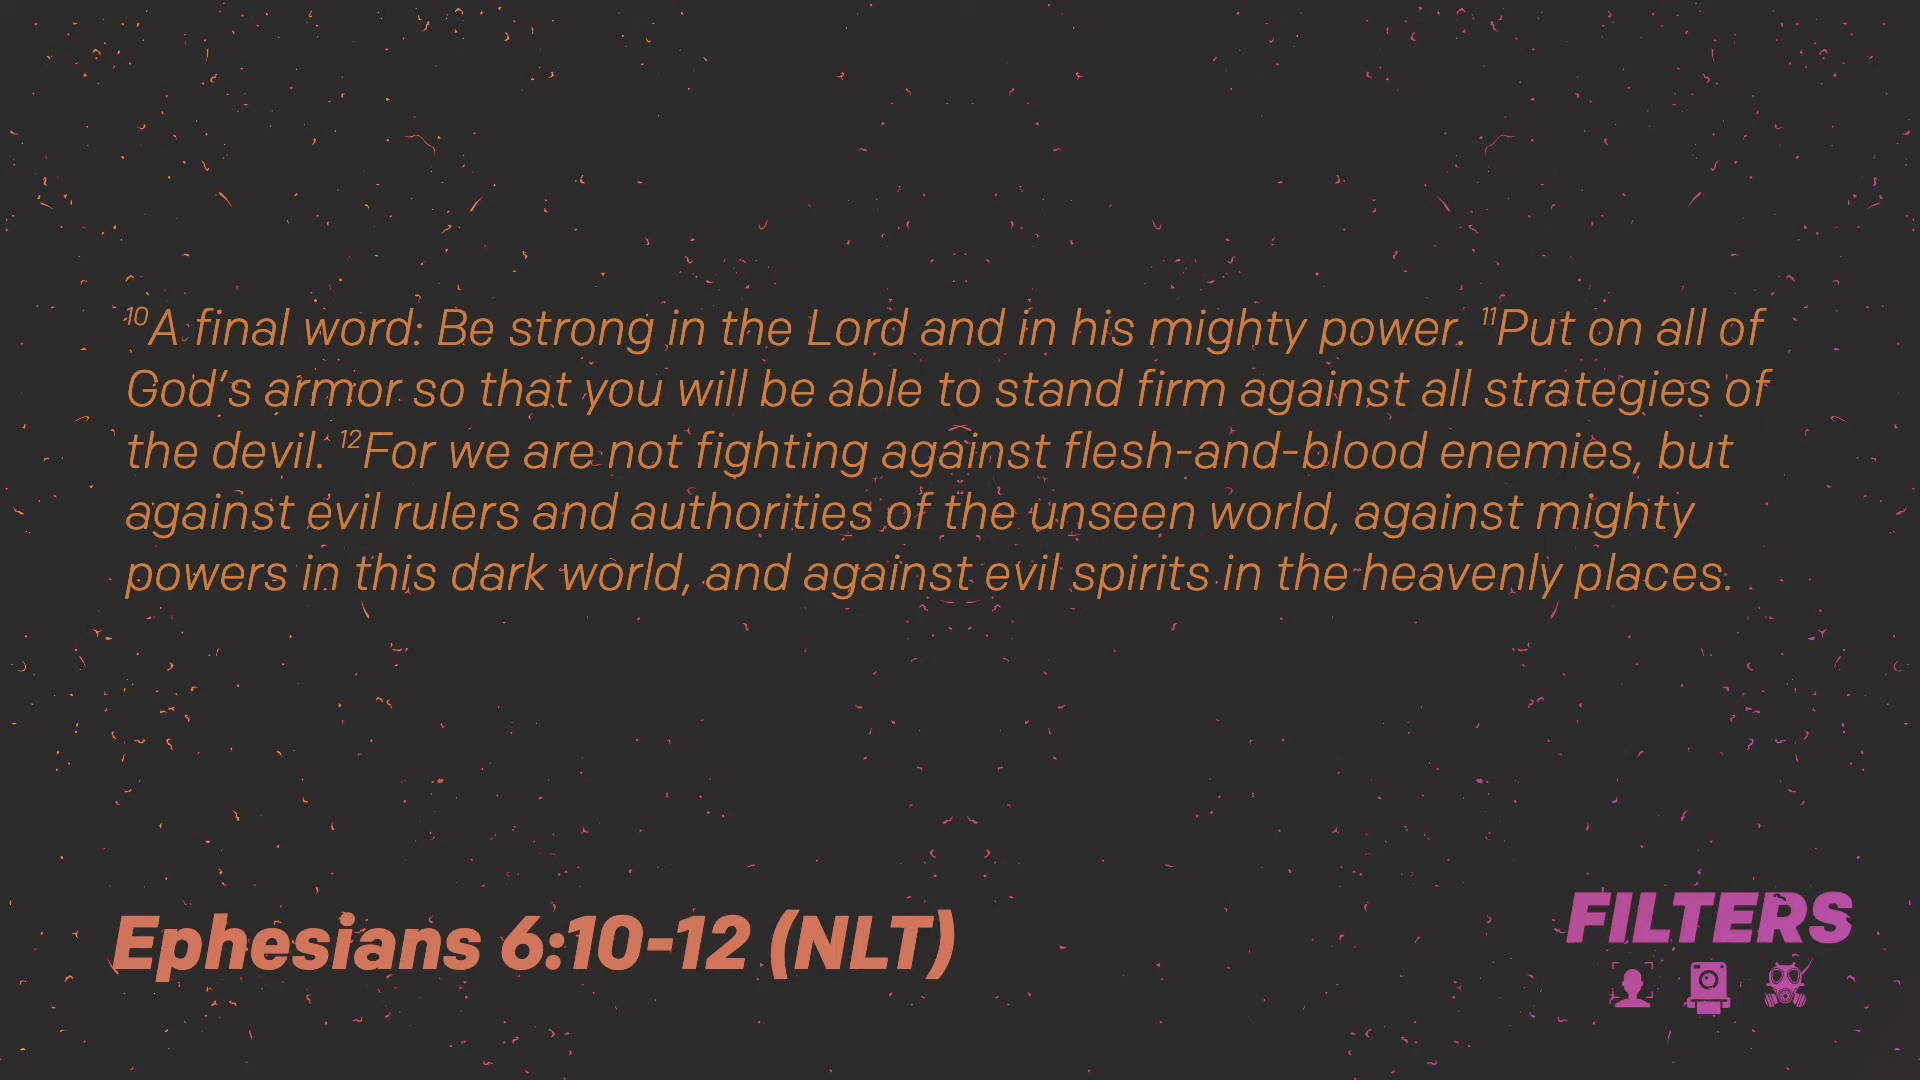 ¹⁰A final word: Be strong in the Lord and in his mighty power. ¹¹Put on all of
God’s armor so that you will be able to stand firm against all strategies of
the devil. ¹²For we are not fighting against flesh-and-blood enemies, but
against evil rulers and authorities of the unseen world, against mighty
powers in this dark world, and against evil spirits in the heavenly places.
Ephesians 6:10-12 (NLT)
FILTERS